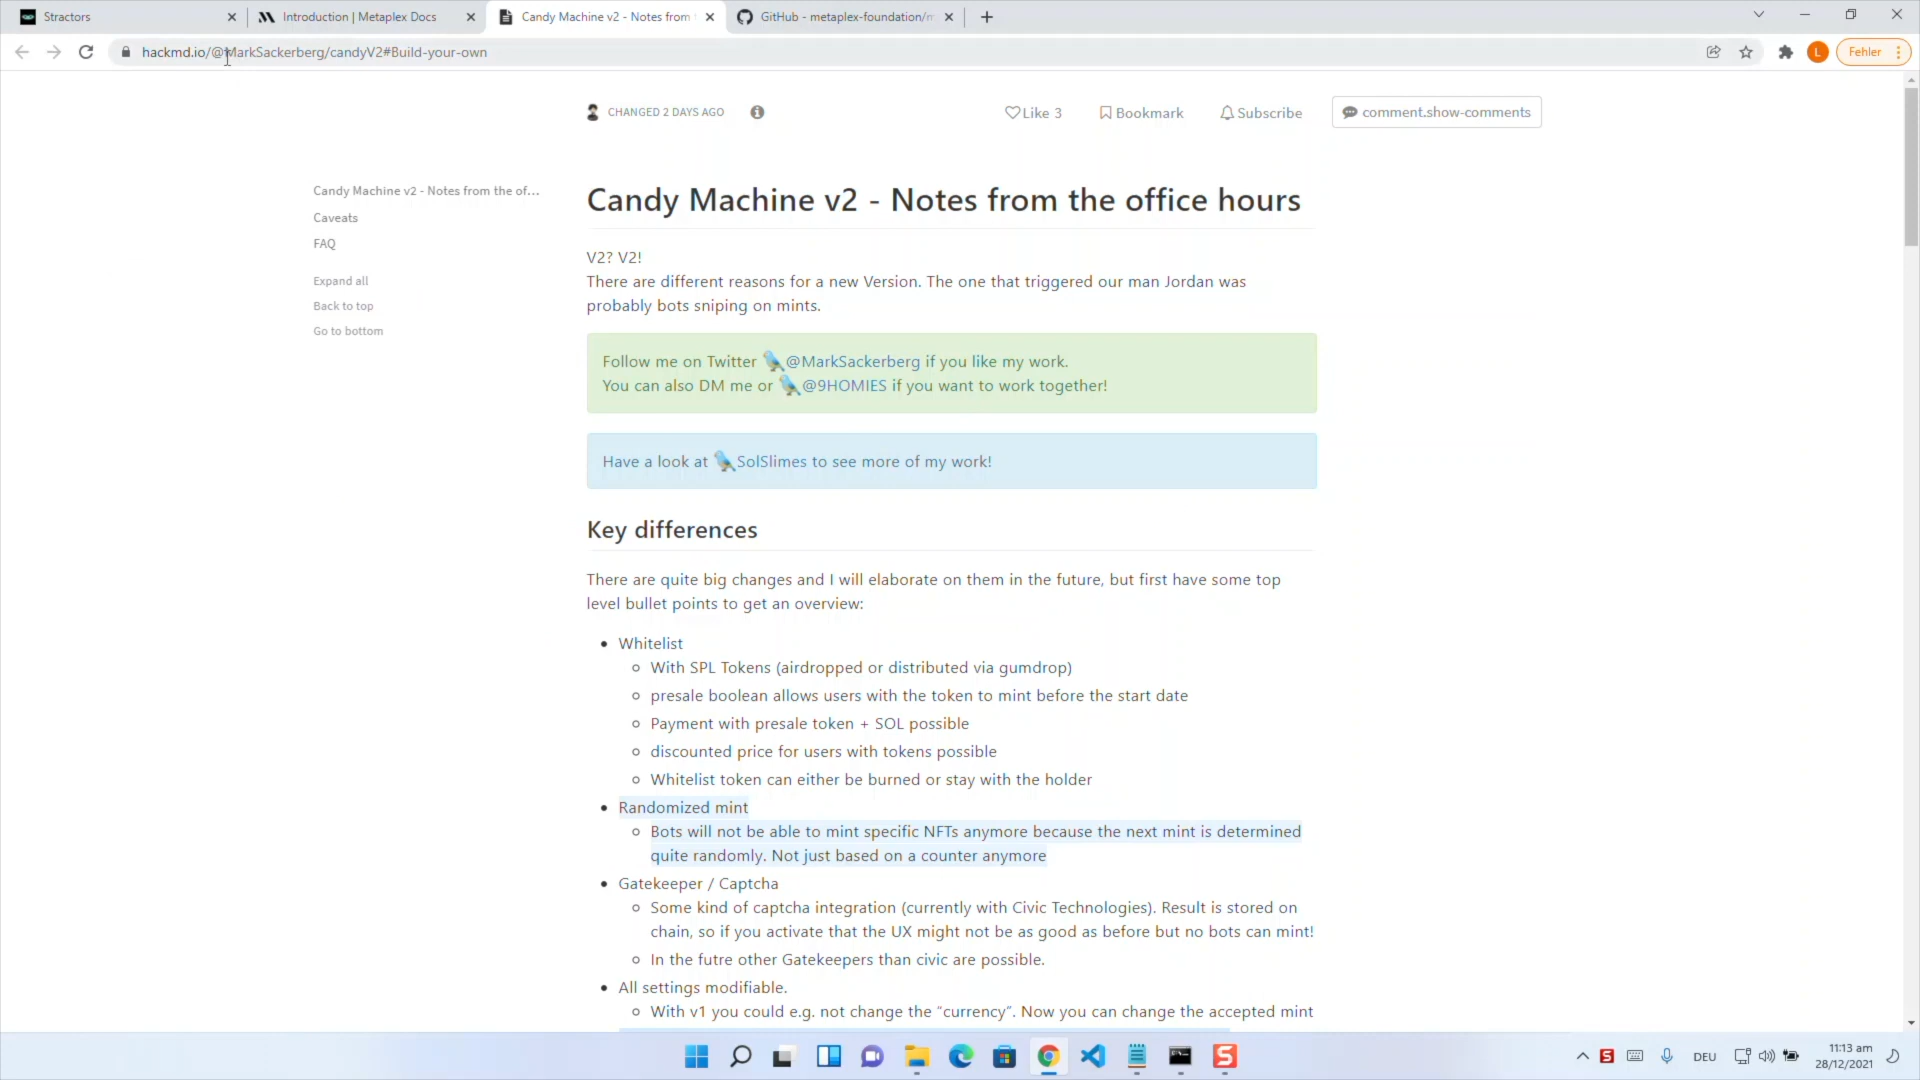 Stractors
Introduction | Metaplex Docs
Candy Machine v2 - Notes from
GitHub - metaplex-foundation/m
hackmd.io/@MarkSackerberg/candyV2#Build-your-own
L
Fehler
CHANGED 2 DAYS AGO
Like 3
Bookmark
Subscribe
comment.show-comments
Candy Machine v2 - Notes from the of...
Caveats
FAQ
Expand all
Back to top
Go to bottom
Candy Machine v2 - Notes from the office hours
V2? V2!
There are different reasons for a new Version. The one that triggered our man Jordan was
probably bots sniping on mints.
Follow me on Twitter @MarkSackerberg if you like my work.
You can also DM me or @9HOMIES if you want to work together!
Have a look at SolSlimes to see more of my work!
Key differences
There are quite big changes and I will elaborate on them in the future, but first have some top
level bullet points to get an overview:
Whitelist
With SPL Tokens (airdropped or distributed via gumdrop)
presale boolean allows users with the token to mint before the start date
Payment with presale token + SOL possible
discounted price for users with tokens possible
Whitelist token can either be burned or stay with the holder
Randomized mint
Bots will not be able to mint specific NFTs anymore because the next mint is determined
quite randomly. Not just based on a counter anymore
Gatekeeper / Captcha
Some kind of captcha integration (currently with Civic Technologies). Result is stored on
chain, so if you activate that the UX might not be as good as before but no bots can mint!
In the futre other Gatekeepers than civic are possible.
All settings modifiable.
With v1 you could e.g. not change the “currency”. Now you can change the accepted mint
DEU
11:13 am
28/12/2021